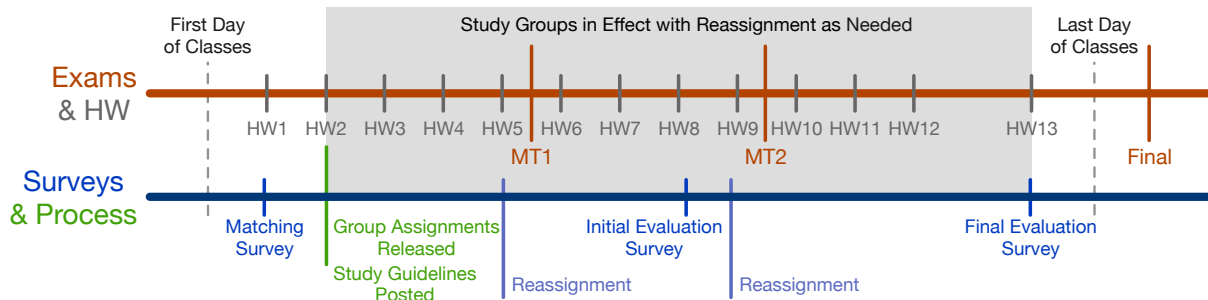 First Day
of Classes
Study Groups in Effect with Reassignment as Needed
Last Day
of Classes
Exams
& HW
HW1
HW2
HW3
HW4
HW5
HW6
HW7
HW8
HW9
HW10
HW11
HW12
HW13
MT1
MT2
Final
Surveys
& Process
Matching
Survey
Group Assignments
Released
Study Guidelines
Posted
Reassignment
Initial Evaluation
Survey
Reassignment
Final Evaluation
Survey